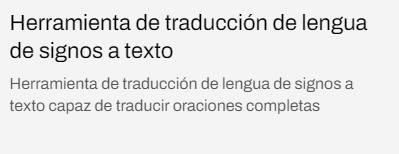 Herramienta de traducción de lengua
de signos a texto
Herramienta de traducción de lengua de signos a
texto capaz de traducir oraciones completas